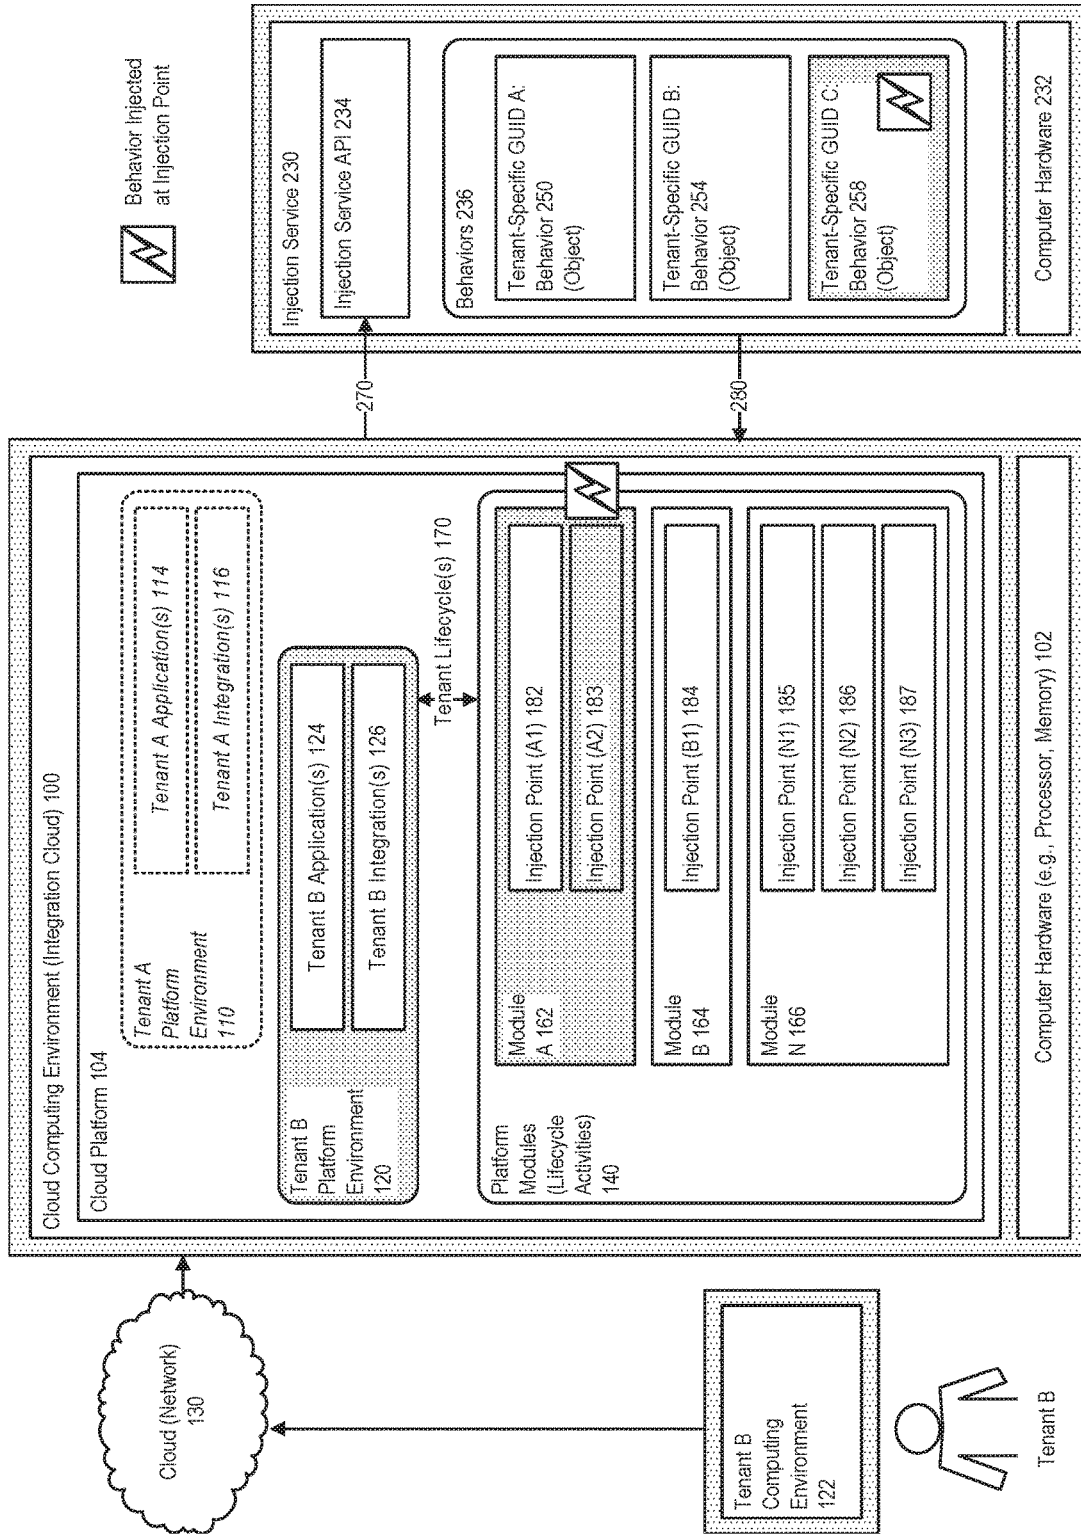 Cloud (Network)
130
Tenant B
Computing
Environment
122
Tenant B
Cloud Computing Environment (Integration Cloud) 100
Cloud Platform 104
Tenant A
Platform
Environment
110
Tenant A Application(s) 114
Tenant A Integration(s) 116
Tenant B
Platform
Environment
120
Tenant B Application(s) 124
Tenant B Integration(s) 126
Tenant Lifecycle(s) 170
Platform
Modules
(Lifecycle
Activities)
140
Module
A 162
Injection Point (A1) 182
Injection Point (A2) 183
Module
B 164
Injection Point (B1) 184
Module
N 166
Injection Point (N1) 185
Injection Point (N2) 186
Injection Point (N3) 187
Computer Hardware (e.g., Processor, Memory) 102
270
280
Behavior Injected
at Injection Point
Injection Service 230
Injection Service API 234
Behaviors 236
Tenant-Specific GUID A:
Behavior 250
(Object)
Tenant-Specific GUID B:
Behavior 254
(Object)
Tenant-Specific GUID C:
Behavior 258
(Object)
Computer Hardware 232